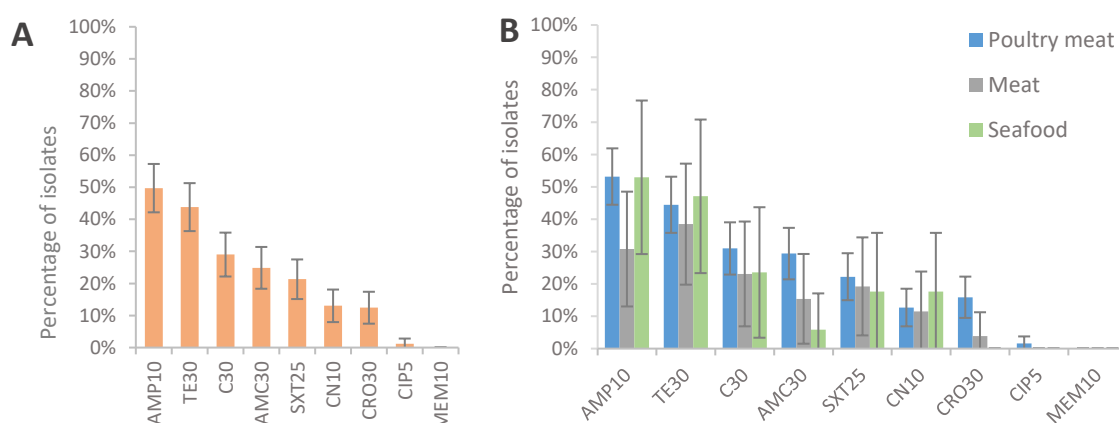 A
Percentage of isolates
100%
90%
80%
70%
60%
50%
40%
30%
20%
10%
0%
AMP10
TE30
C30
AMC30
SXT25
CN10
CRO30
CIP5
MEM10
B
Percentage of isolates
100%
90%
80%
70%
60%
50%
40%
30%
20%
10%
0%
AMP10
TE30
C30
AMC30
SXT25
CN10
CRO30
CIP5
MEM10
Poultry meat
Meat
Seafood